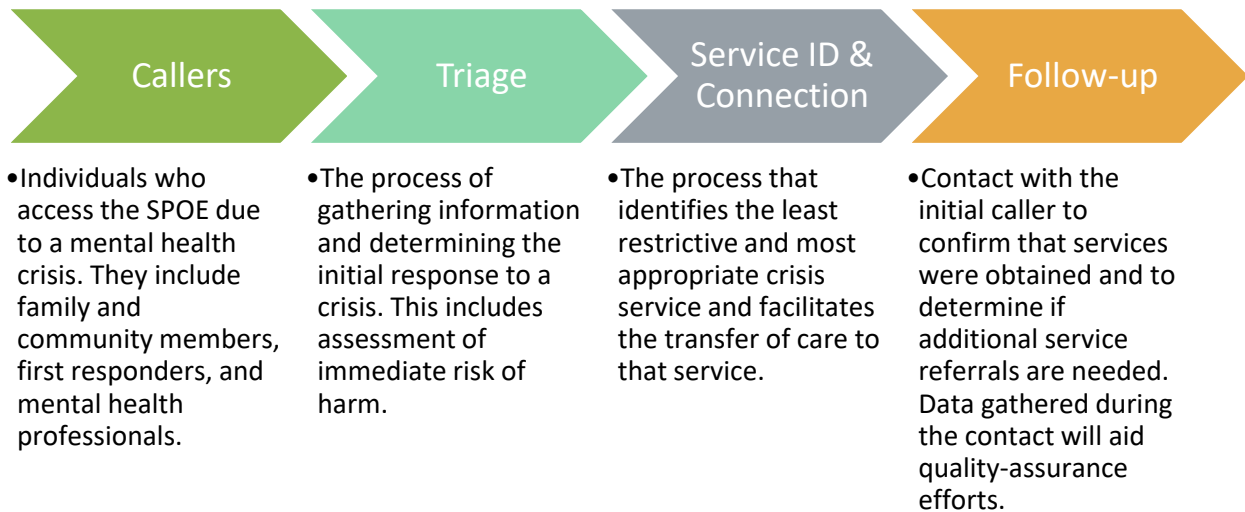 Callers
Triage
Service ID &
Connection
Follow-up
•Individuals who
access the SPOE due
to a mental health
crisis. They include
family and
community members,
first responders, and
mental health
professionals.
•The process of
gathering information
and determining the
initial response to a
crisis. This includes
assessment of
immediate risk of
harm.
•The process that
identifies the least
restrictive and most
appropriate crisis
service and facilitates
the transfer of care to
that service.
•Contact with the
initial caller to
confirm that services
were obtained and to
determine if
additional service
referrals are needed.
Data gathered during
the contact will aid
quality-assurance
efforts.